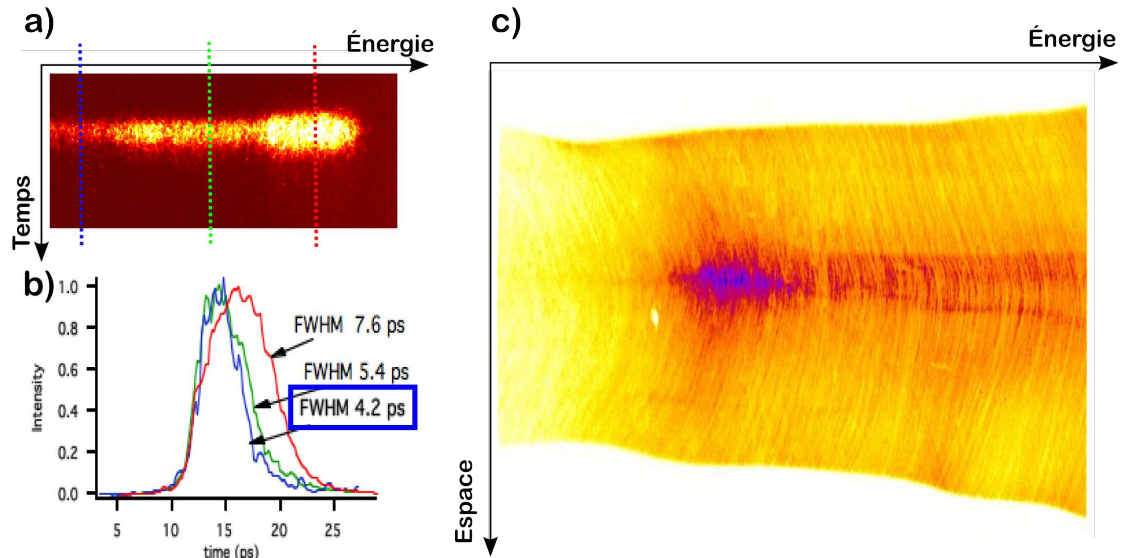 a)
Énergie
Temps
b)
Intensity
1.0
0.8
0.6
0.4
0.2
0.0
FWHM 7.6 ps
FWHM 5.4 ps
FWHM 4.2 ps
5 10 15 20 25
time (ps)
c)
Énergie
Espace